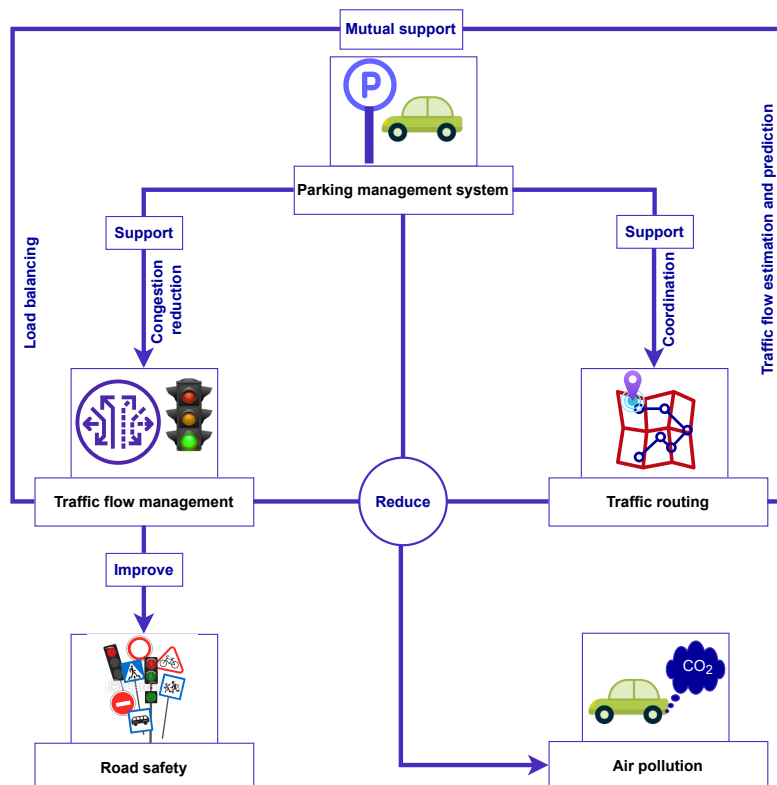 Mutual support
P
Parking management system
Support
Support
Load balancing
Congestion
reduction
Coordination
Traffic flow estimation and prediction
Traffic flow management
Reduce
Traffic routing
Improve
CO₂
Road safety
Air pollution